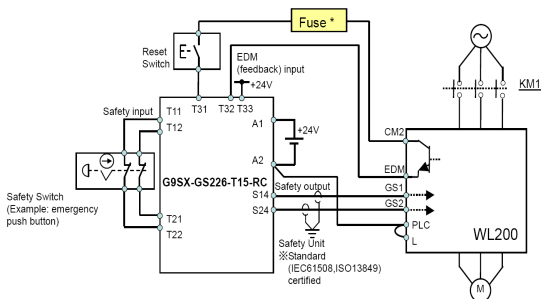 Fuse *
Reset
Switch
EDM
(feedback) input
+24V
KM1
T31
T32
T33
Safety input
T11
T12
A1
+24V
CM2
A2
G9SX-GS226-T15-RC
EDM
Safety output
S14
GS1
S24
GS2
Safety Switch
(Example: emergency
push button)
T21
T22
PLC
L
WL200
Safety Unit
※Standard
(IEC61508,ISO13849)
certified
M